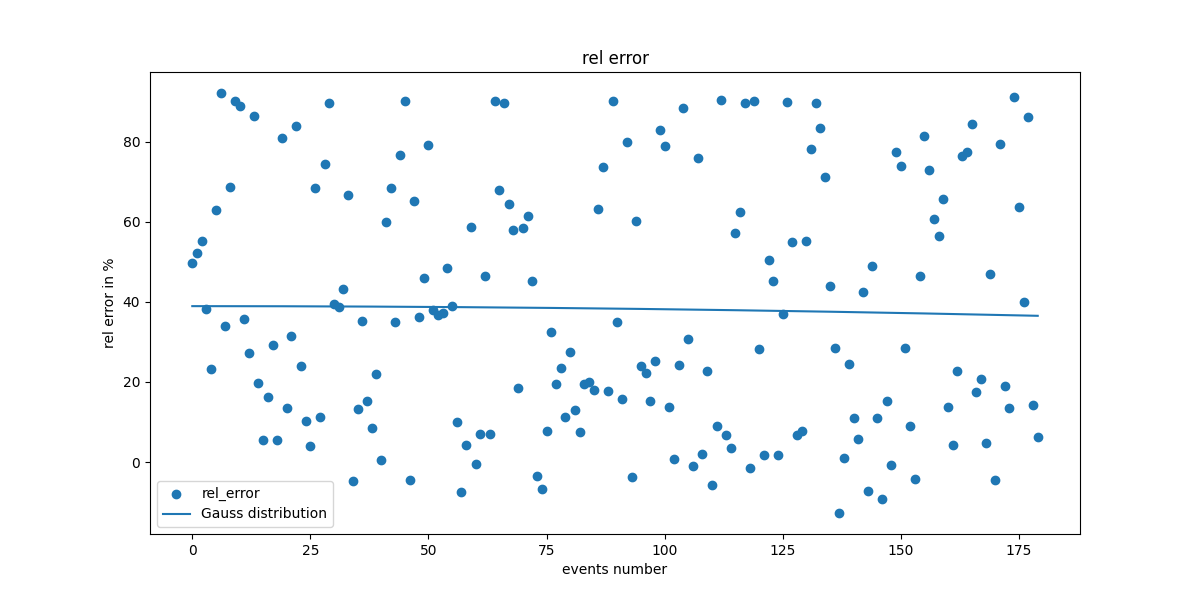 rel error
rel error in %
80
60
40
20
0
rel_error
Gauss distribution
0 25 50 75 100 125 150 175
events number